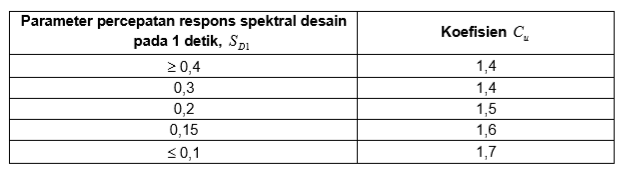 Parameter percepatan respons spektral desain
pada 1 detik, S_D1
Koefisien C_u
≥ 0,4 1,4
0,3 1,4
0,2 1,5
0,15 1,6
≤ 0,1 1,7